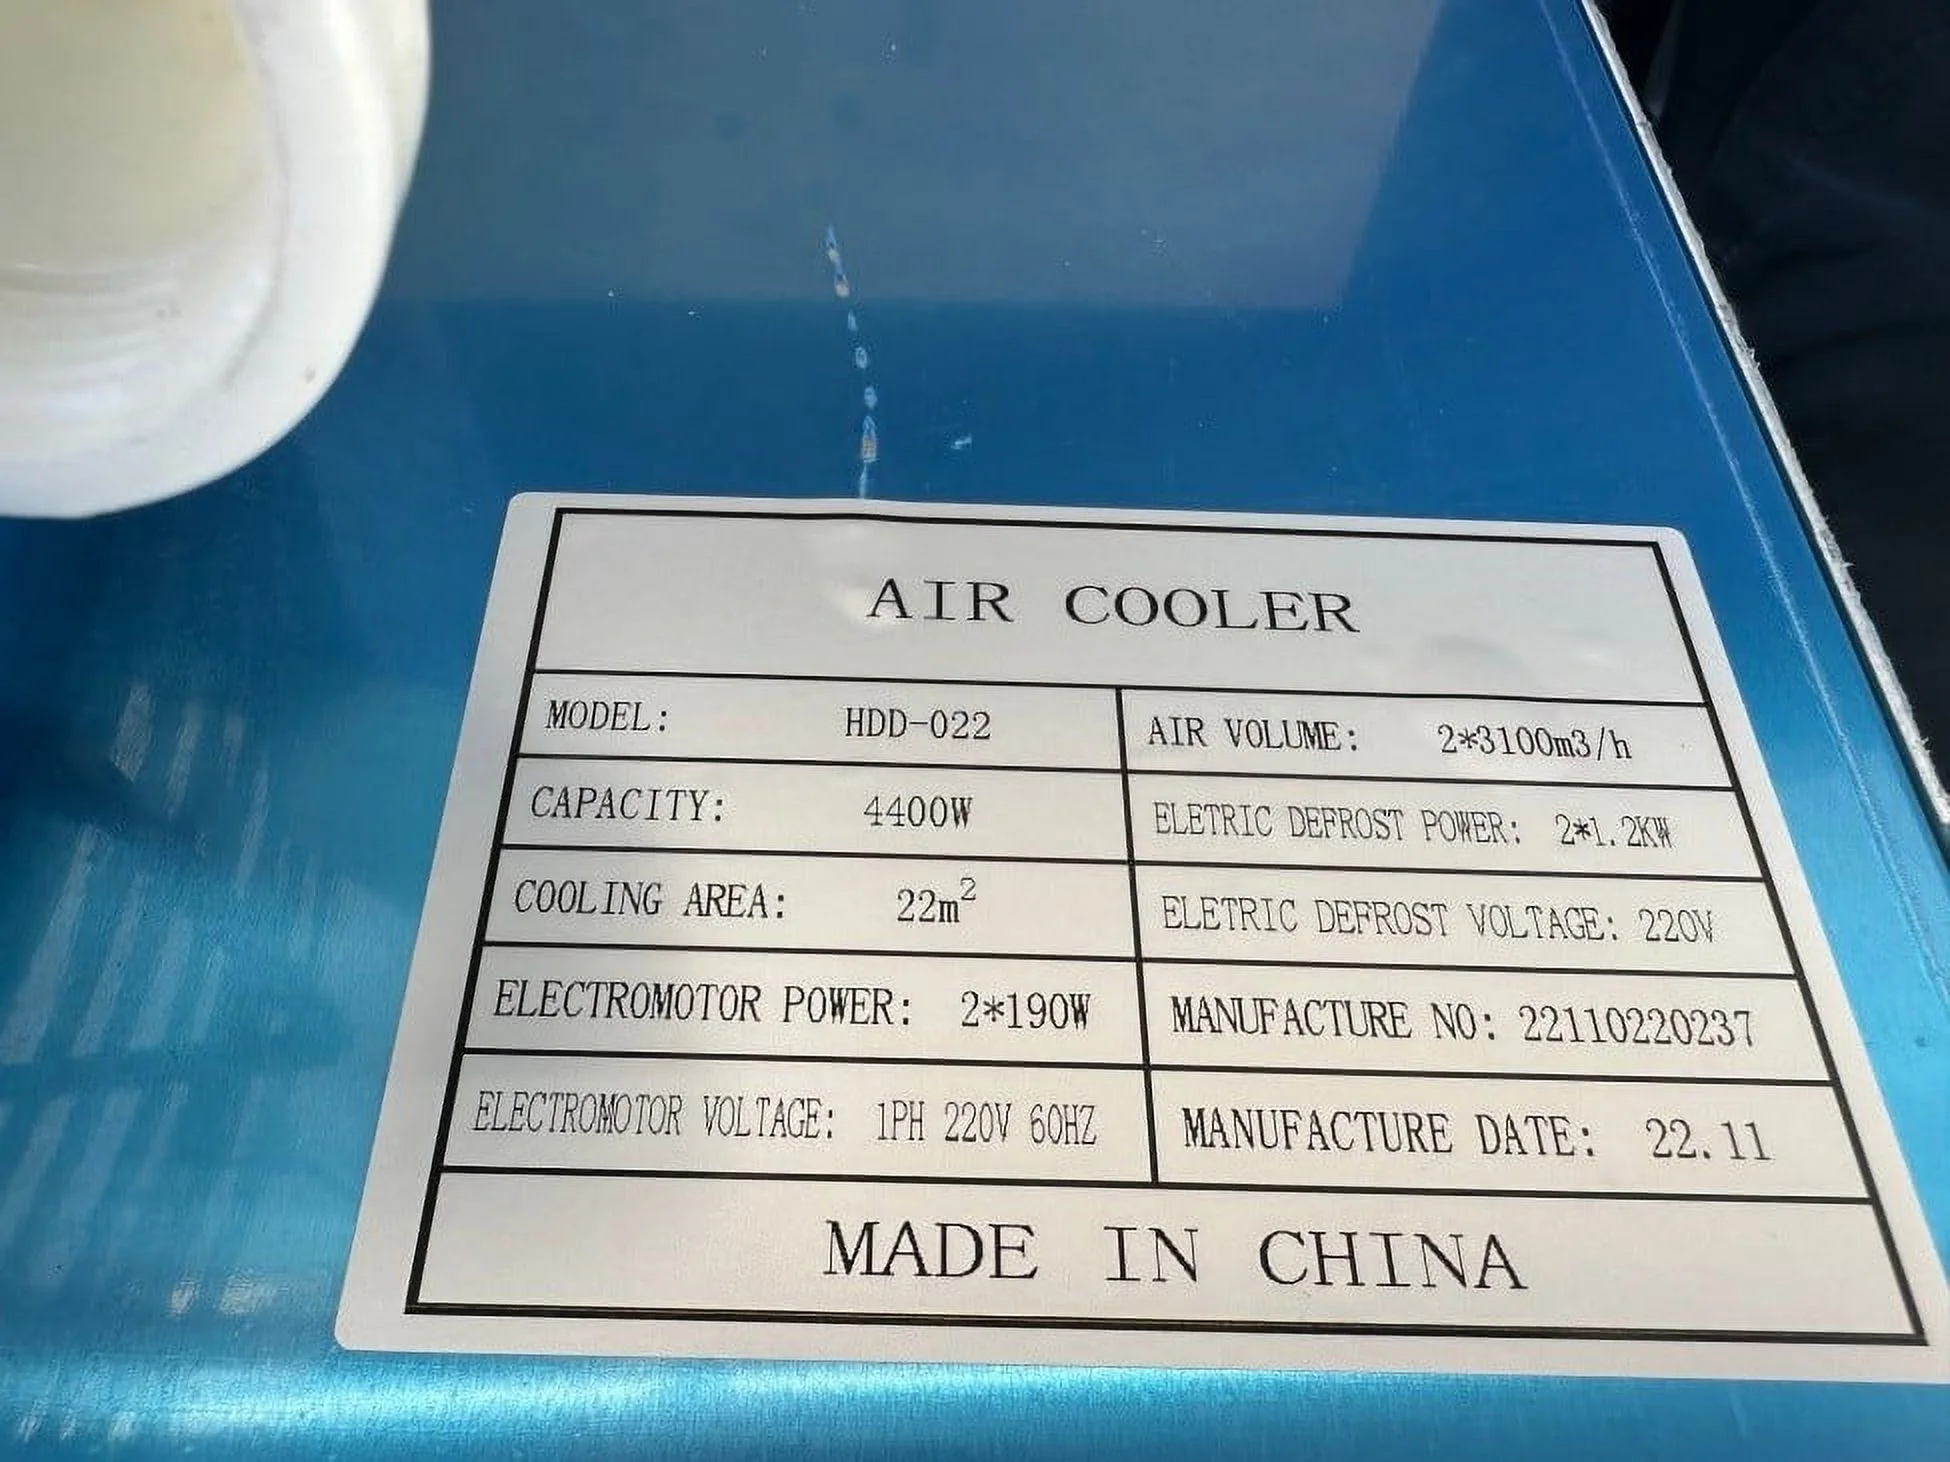 AIR COOLER
MODEL: HDD-022 AIR VOLUME: 2*3100m3/h
CAPACITY: 4400W ELETRIC DEFROST POWER: 2*1.2KW
COOLING AREA: 22m² ELETRIC DEFROST VOLTAGE: 220V
ELECTROMOTOR POWER: 2*190W MANUFACTURE NO: 22110220237
ELECTROMOTOR VOLTAGE: 1PH 220V 60HZ MANUFACTURE DATE: 22.11
MADE IN CHINA